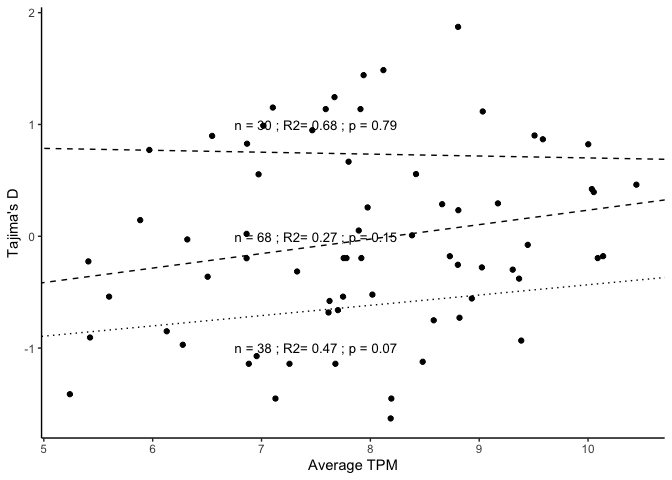 2
1
0
-1
n = 30 ; R2= 0.68 ; p = 0.79
n = 68 ; R2= 0.27 ; p = 0.15
n = 38 ; R2= 0.47 ; p = 0.07
Tajima's D
5 6 7 8 9 10
Average TPM